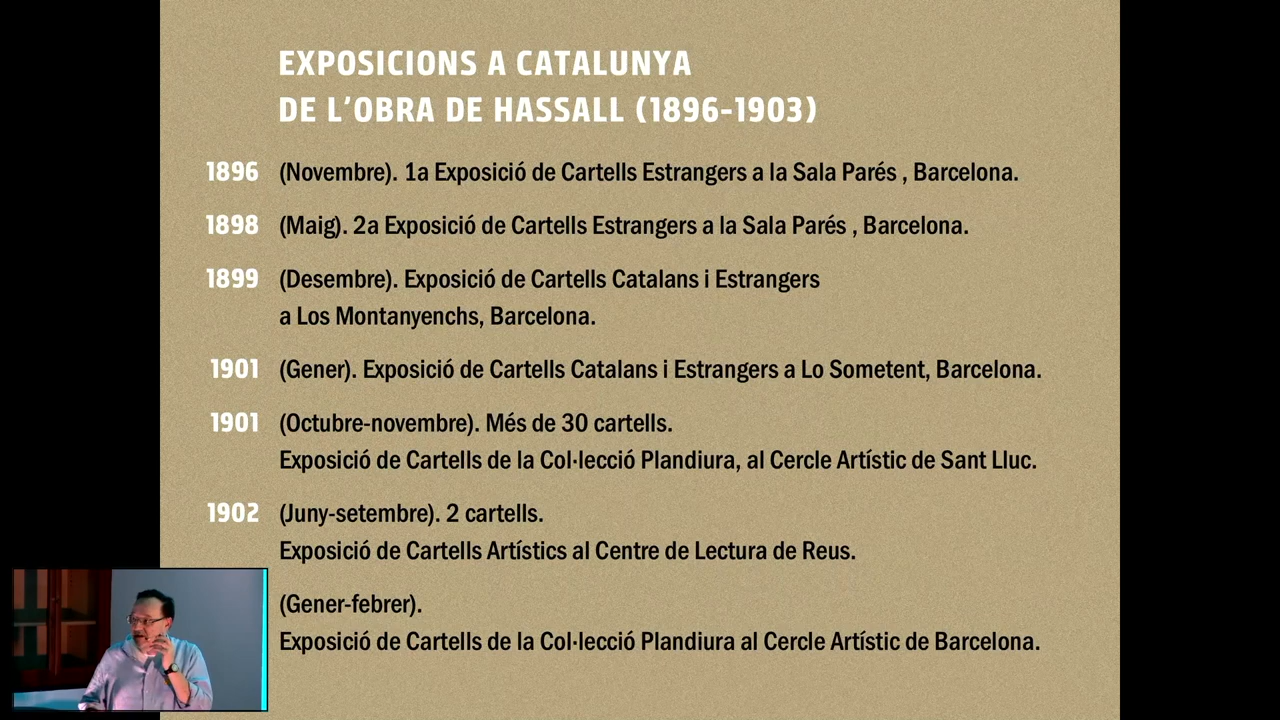 EXPOSICIONS A CATALUNYA
DE L'OBRA DE HASSALL (1896-1903)
1896 (Novembre). 1a Exposició de Cartells Estrangers a la Sala Parés , Barcelona.
1898 (Maig). 2a Exposició de Cartells Estrangers a la Sala Parés , Barcelona.
1899 (Desembre). Exposició de Cartells Catalans i Estrangers
a Los Montanyenchs, Barcelona.
1901 (Gener). Exposició de Cartells Catalans i Estrangers a Lo Sometent, Barcelona.
1901 (Octubre-novembre). Més de 30 cartells.
Exposició de Cartells de la Col·lecció Plandiura, al Cercle Artístic de Sant Lluc.
1902 (Juny-setembre). 2 cartells.
Exposició de Cartells Artístics al Centre de Lectura de Reus.
(Gener-febrer).
Exposició de Cartells de la Col·lecció Plandiura al Cercle Artístic de Barcelona.